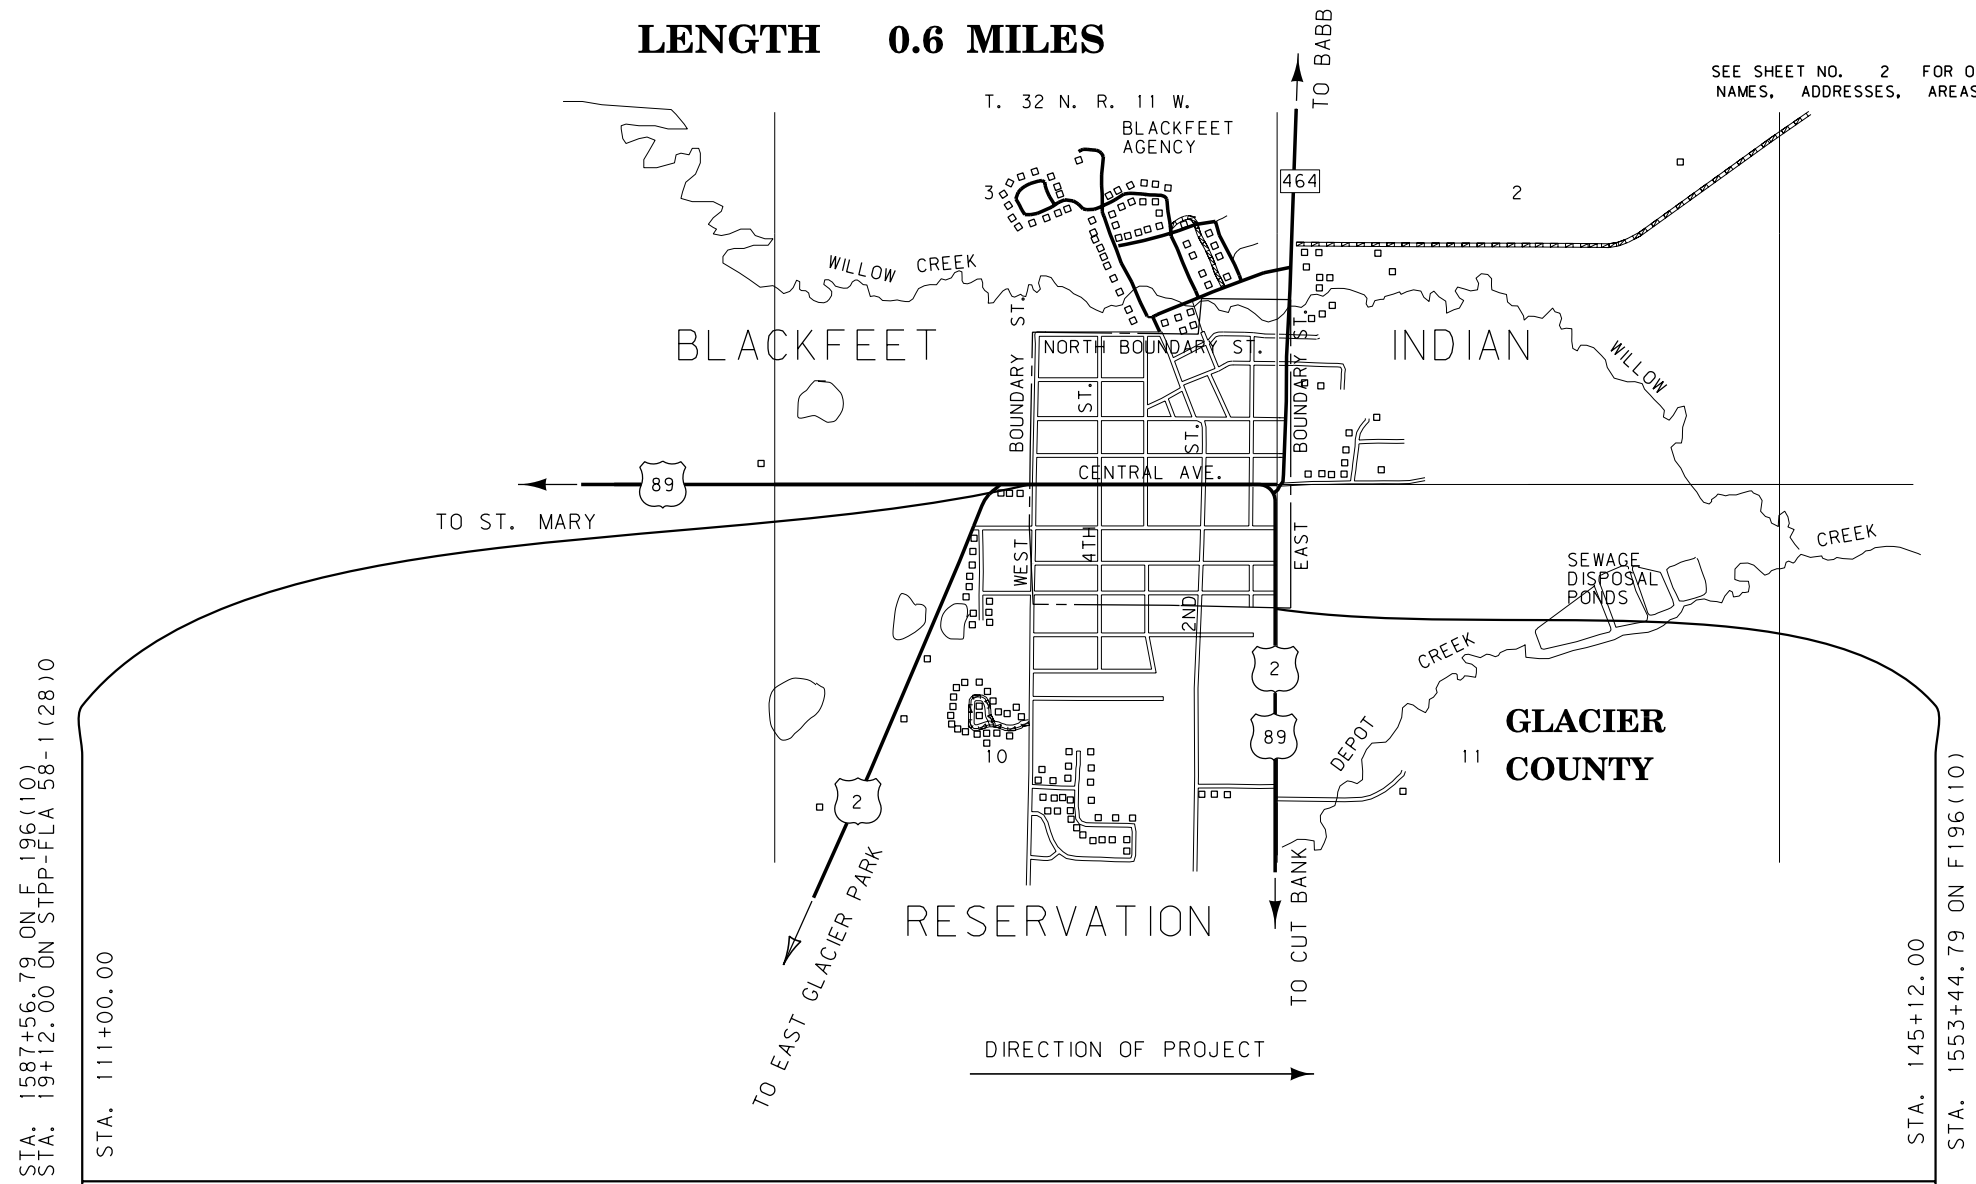 LENGTH 0.6 MILES
TO BABB
SEE SHEET NO. 2 FOR
NAMES, ADDRESSES, AREAS
T. 32 N. R. 11 W.
BLACKFEET
AGENCY
464
3
2
WILLOW CREEK
BLACKFEET
INDIAN
NORTH BOUNDARY ST.
WEST BOUNDARY ST.
EAST BOUNDARY ST.
4TH ST.
2ND ST.
WILLOW CREEK
CENTRAL AVE.
89
TO ST. MARY
SEWAGE
DISPOSAL
PONDS
DEPOT CREEK
2
89
GLACIER
COUNTY
10
11
2
TO EAST GLACIER PARK
RESERVATION
TO CUT BANK
DIRECTION OF PROJECT
STA. 1587+56.79 ON F 196(10)
STA. 19+12.00 ON STPP-FLA 58-1(28)0
STA. 111+00.00
STA. 145+12.00
STA. 1553+44.79 ON F196(10)